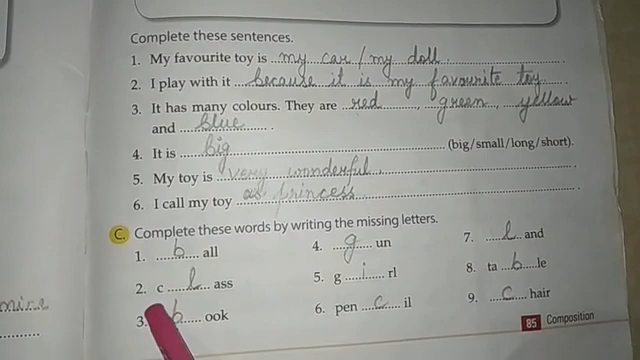 Complete these sentences.
1. My favourite toy is my car / my doll
2. I play with it because it is my favourite toy
3. It has many colours. They are red, green, yellow
and blue.
4. It is big (big/small/long/short).
5. My toy is very wonderful.
6. I call my toy as princess
C. Complete these words by writing the missing letters.
1. b all
2. c l ass
3. b ook
4. g un
5. g i rl
6. pen c il
7. l and
8. ta b le
9. c hair
85 Composition